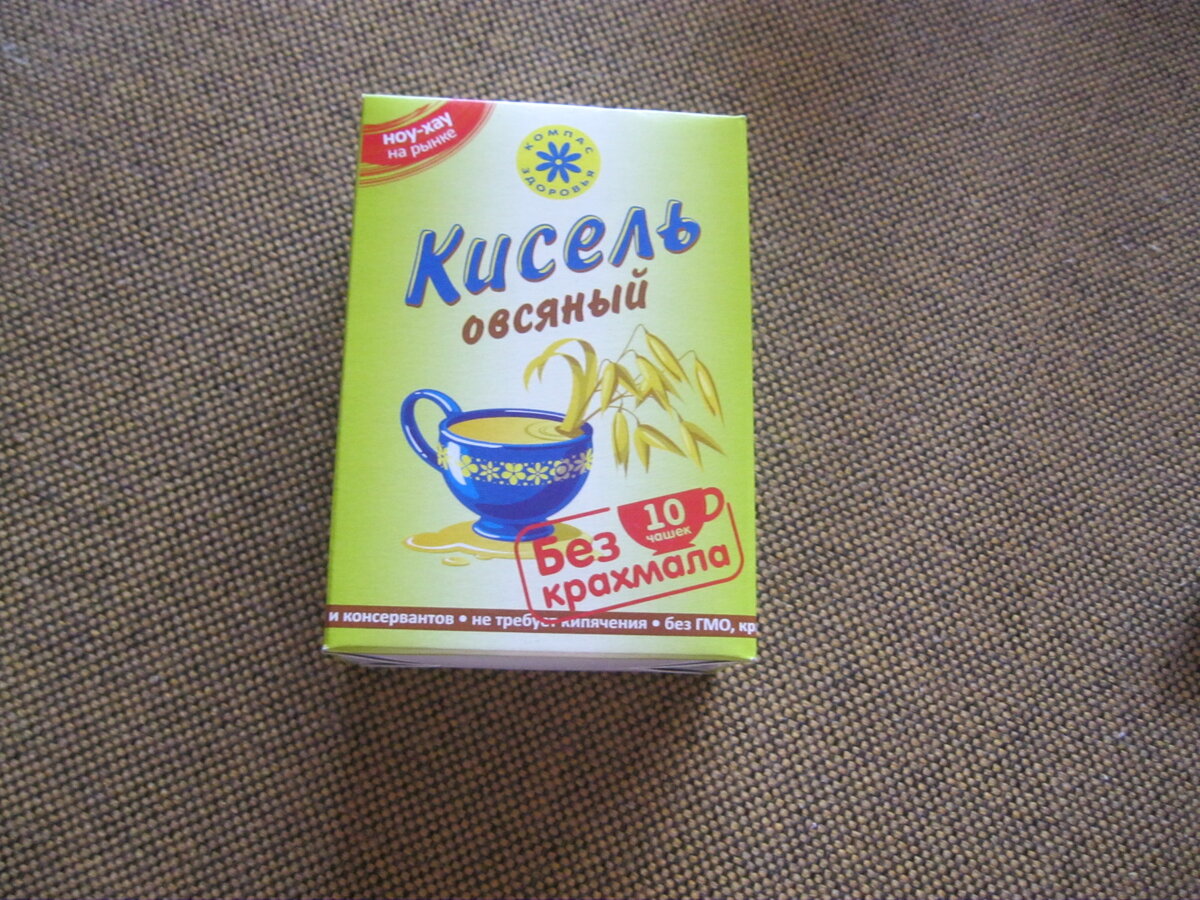 ноу-хау
на рынке
КОМПАС
ЗДОРОВЬЯ
Кисель
овсяный
10
чашек
Без
крахмала
и консервантов • не требует кипячения • без ГМО, кр